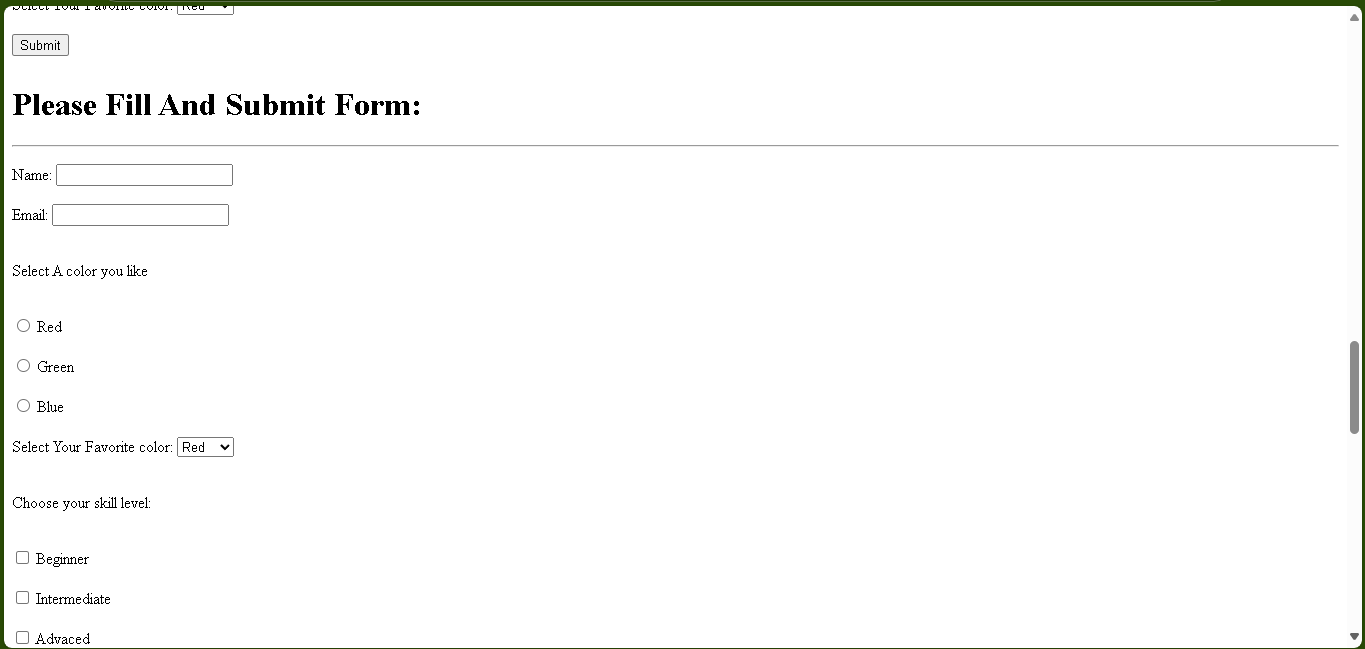 Select Your Favorite color: Red
Submit
Please Fill And Submit Form:
Name:
Email:
Select A color you like
Red
Green
Blue
Select Your Favorite color: Red
Choose your skill level:
Beginner
Intermediate
Advaced